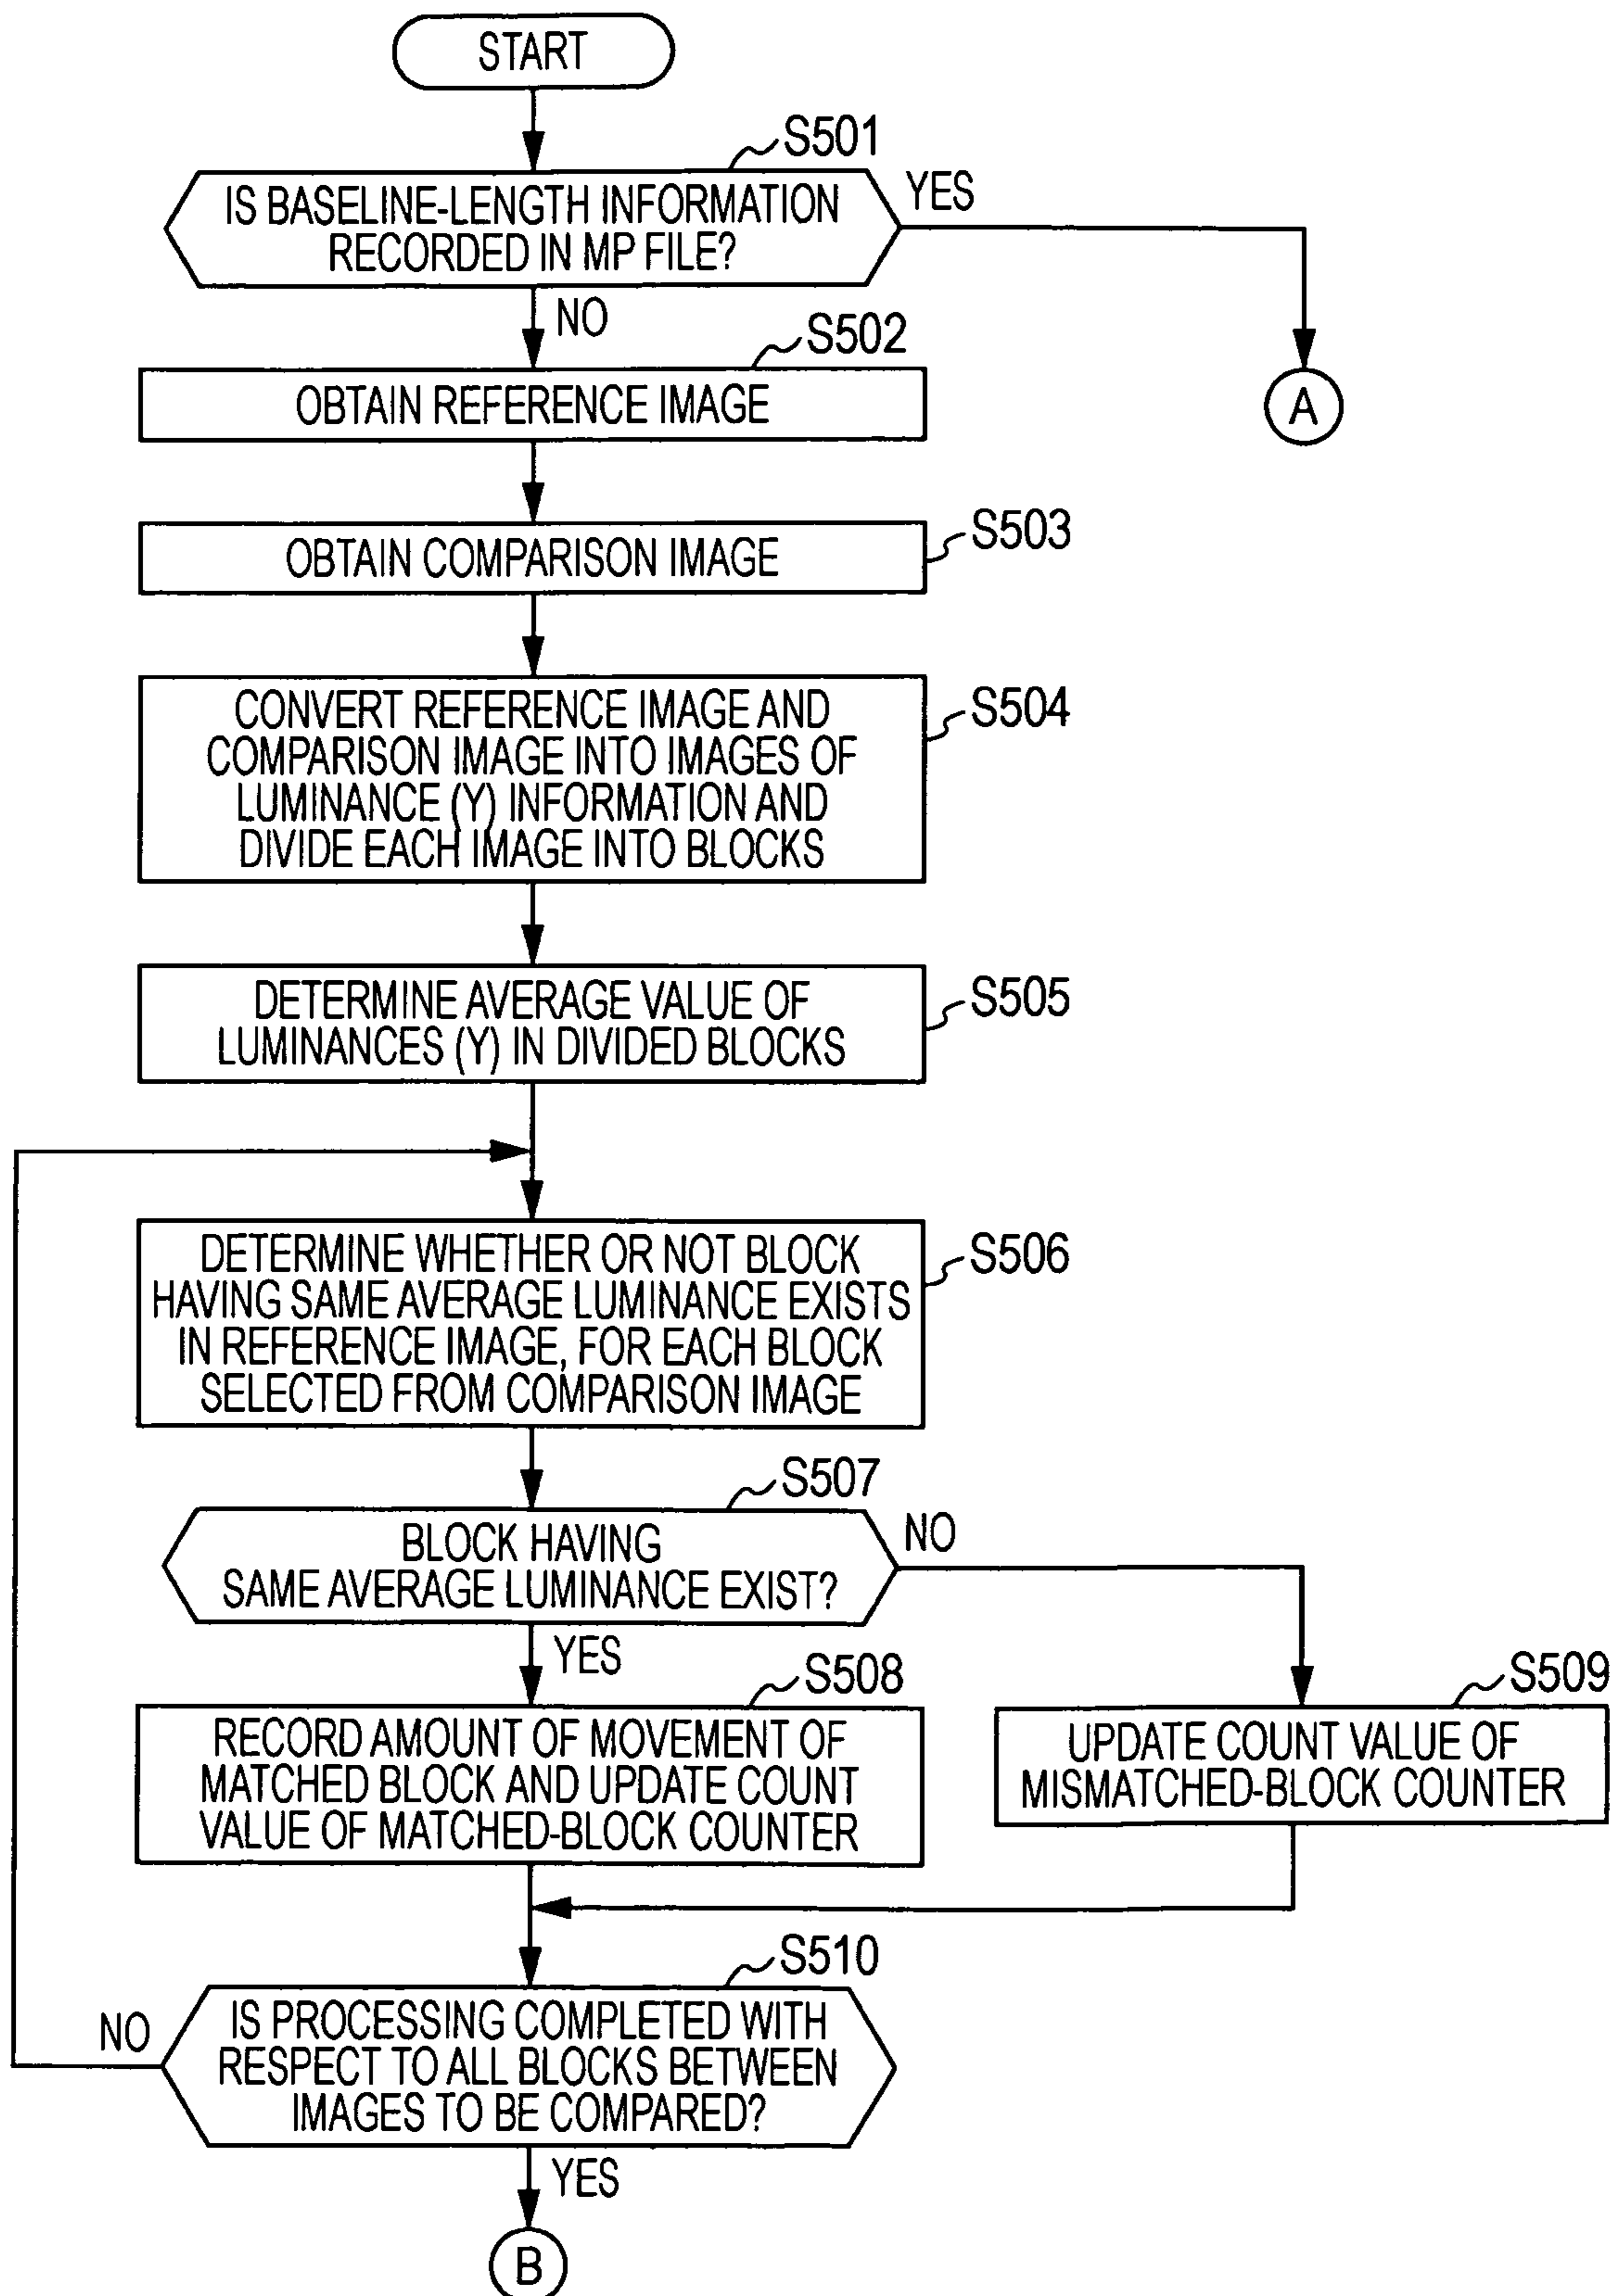 START
S501
IS BASELINE-LENGTH INFORMATION
RECORDED IN MP FILE?
YES
NO
A
S502
OBTAIN REFERENCE IMAGE
S503
OBTAIN COMPARISON IMAGE
S504
CONVERT REFERENCE IMAGE AND
COMPARISON IMAGE INTO IMAGES OF
LUMINANCE (Y) INFORMATION AND
DIVIDE EACH IMAGE INTO BLOCKS
S505
DETERMINE AVERAGE VALUE OF
LUMINANCES (Y) IN DIVIDED BLOCKS
S506
DETERMINE WHETHER OR NOT BLOCK
HAVING SAME AVERAGE LUMINANCE EXISTS
IN REFERENCE IMAGE, FOR EACH BLOCK
SELECTED FROM COMPARISON IMAGE
S507
BLOCK HAVING
SAME AVERAGE LUMINANCE EXIST?
NO
YES
S508
RECORD AMOUNT OF MOVEMENT OF
MATCHED BLOCK AND UPDATE COUNT
VALUE OF MATCHED-BLOCK COUNTER
S509
UPDATE COUNT VALUE OF
MISMATCHED-BLOCK COUNTER
S510
IS PROCESSING COMPLETED WITH
RESPECT TO ALL BLOCKS BETWEEN
IMAGES TO BE COMPARED?
NO
YES
B